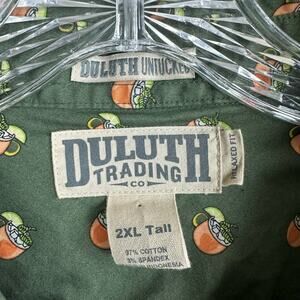 DULUTH UNTUCKED
DULUTH
TRADING
CO
RELAXED FIT
2XL Tall
97% COTTON
3% SPANDEX
INDONESIA